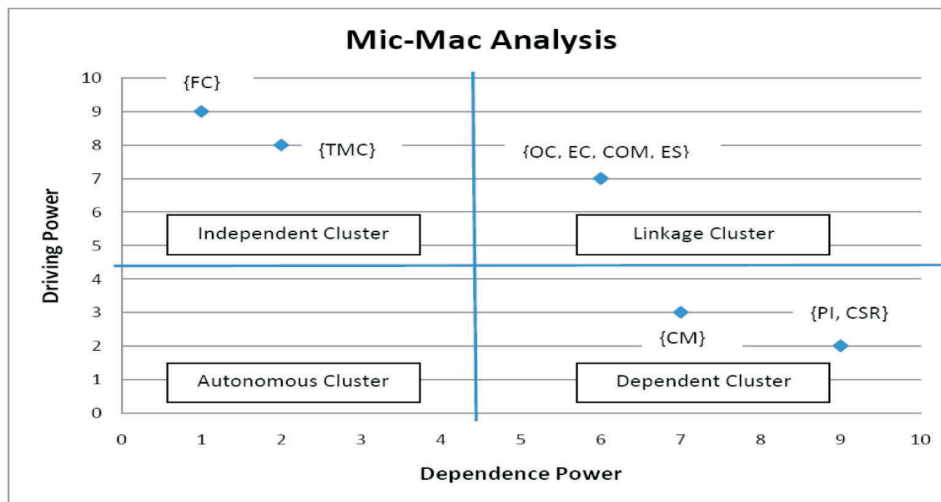 Mic-Mac Analysis
10
9
8
7
6
5
4
3
2
1
0
Driving Power
{FC}
{TMC}
{OC, EC, COM, ES}
Independent Cluster
Linkage Cluster
{PI, CSR}
{CM}
Autonomous Cluster
Dependent Cluster
0 1 2 3 4 5 6 7 8 9 10
Dependence Power